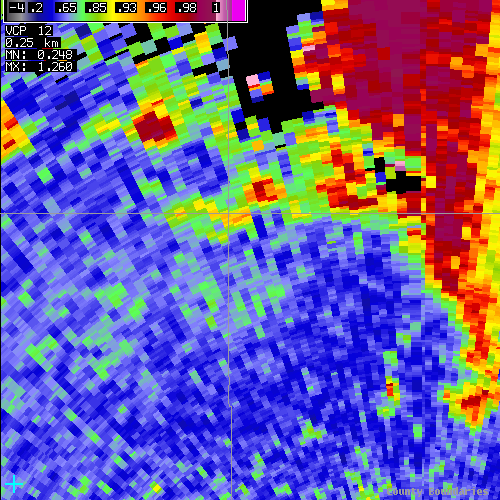 -4 .2 .65 .85 .93 .96 .98 1
VCP 12
0.25 km
MN: 0.248
MX: 1.260
County Boundaries